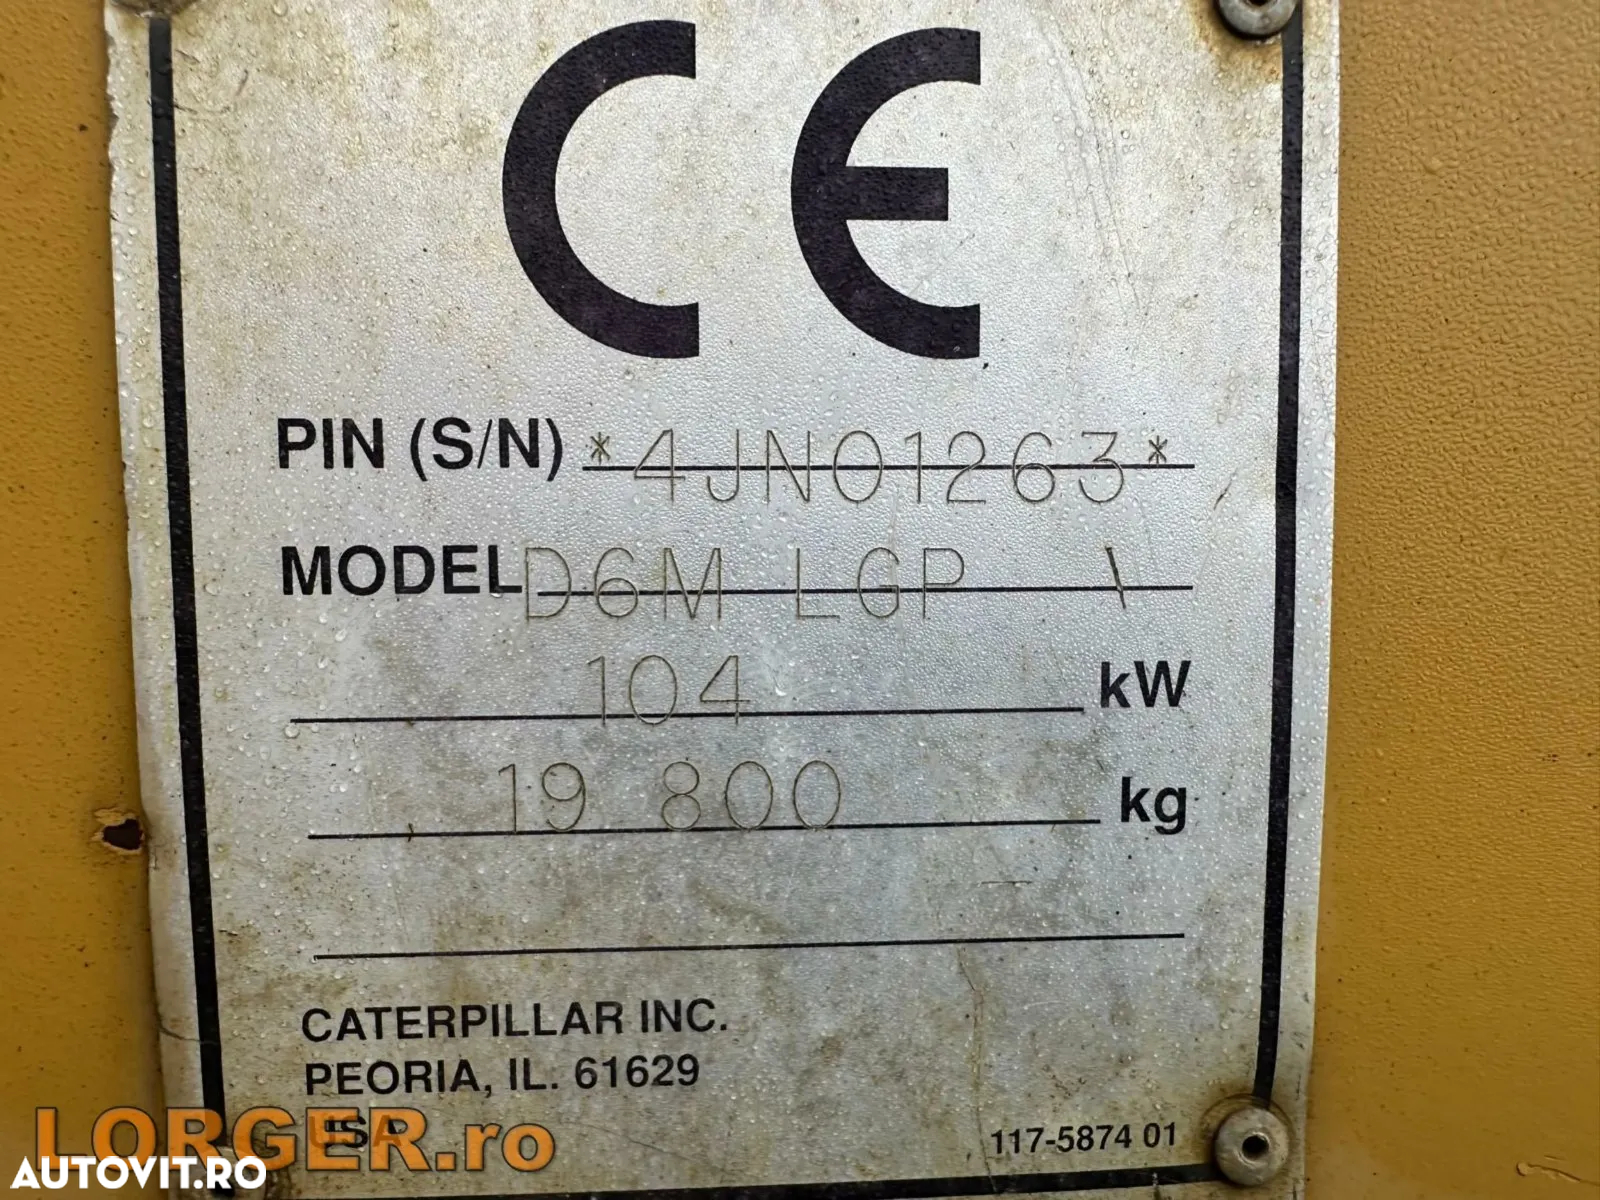 CE
PIN (S/N) *4JN01263*
MODEL D6M LGP \
104 kW
19 800 kg
CATERPILLAR INC.
PEORIA, IL. 61629
USA
117-5874 01
LORGER.ro
AUTOVIT.RO